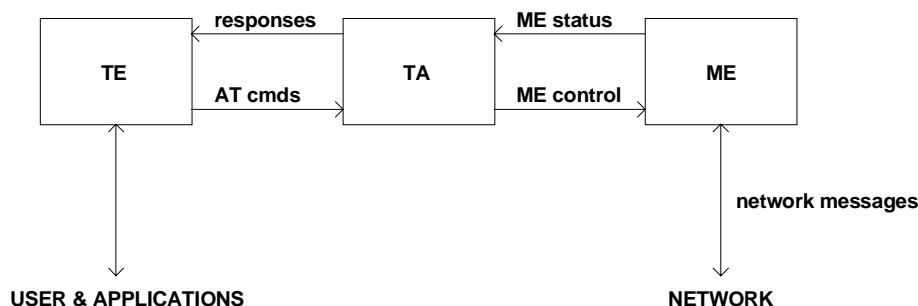 responses
ME status
TE
TA
ME
AT cmds
ME control
network messages
USER & APPLICATIONS
NETWORK